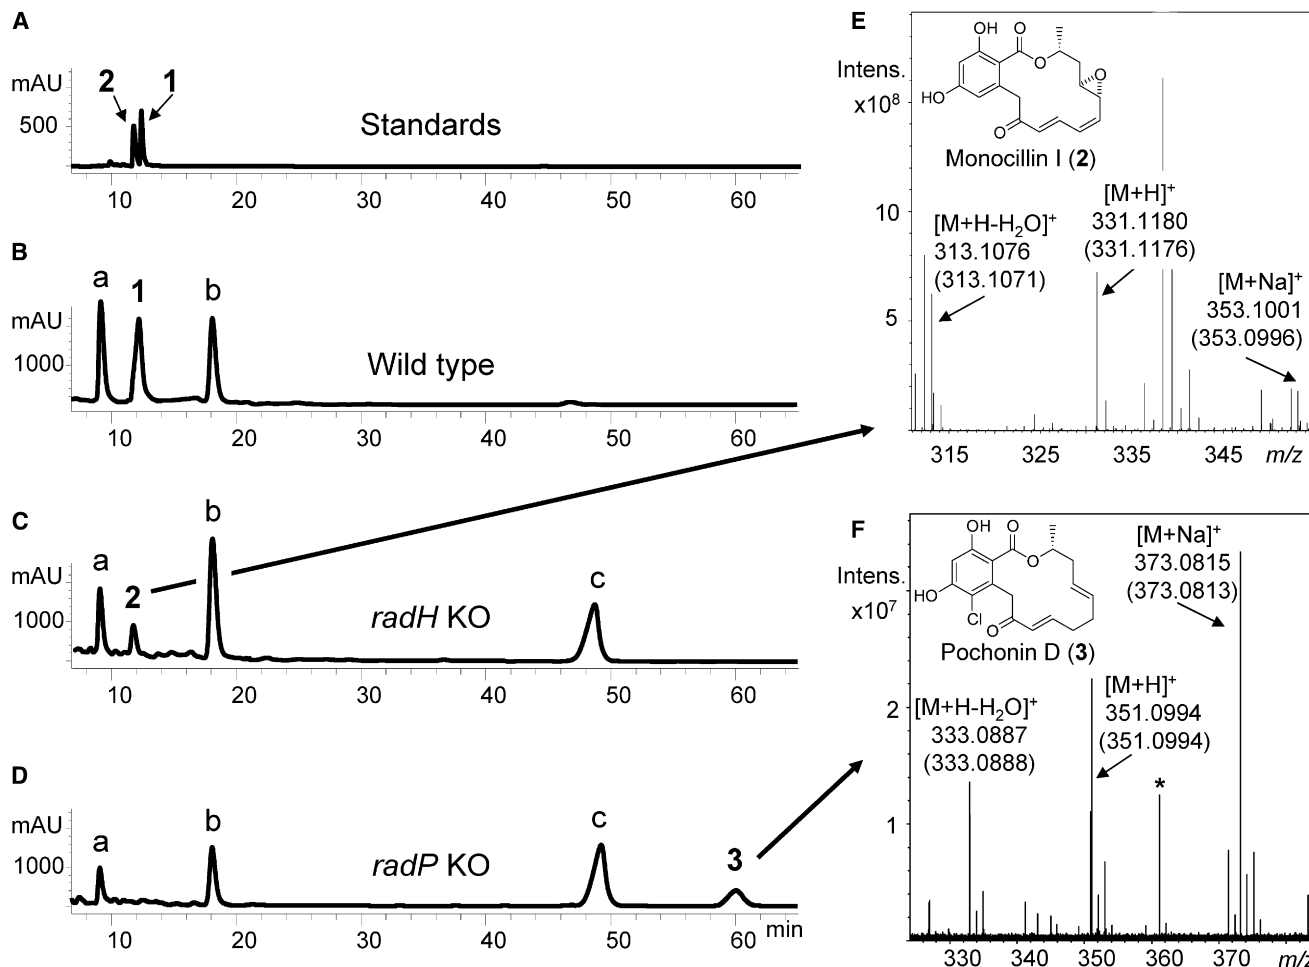 A
mAU
500
2
1
Standards
10 20 30 40 50 60
B
mAU
1000
a
1
b
Wild type
10 20 30 40 50 60
C
mAU
1000
a
2
b
c
radH KO
10 20 30 40 50 60
D
mAU
1000
a
b
c
3
radP KO
min
10 20 30 40 50 60
E
Intens.
x10⁸
10
5
OH
O
O
O
HO
O
Monocillin I (2)
[M+H-H₂O]⁺
313.1076
(313.1071)
[M+H]⁺
331.1180
(331.1176)
[M+Na]⁺
353.1001
(353.0996)
315 325 335 345 m/z
F
Intens.
x10⁷
2
1
OH
O
O
HO
Cl
O
Pochonin D (3)
[M+H-H₂O]⁺
333.0887
(333.0888)
[M+H]⁺
351.0994
(351.0994)
*
[M+Na]⁺
373.0815
(373.0813)
330 340 350 360 370 m/z